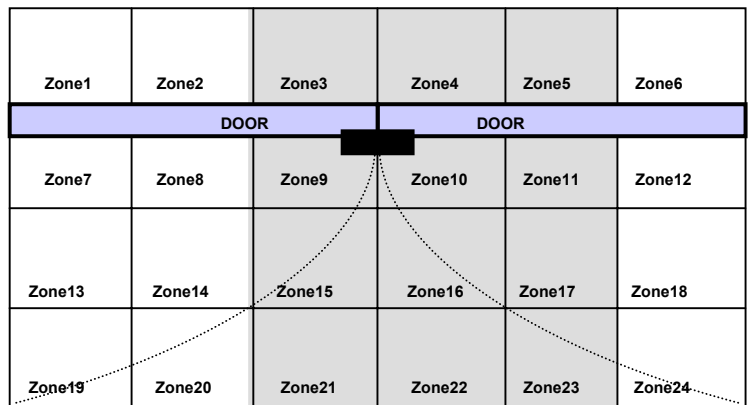 Zone1 Zone2 Zone3 Zone4 Zone5 Zone6
DOOR DOOR
Zone7 Zone8 Zone9 Zone10 Zone11 Zone12
Zone13 Zone14 Zone15 Zone16 Zone17 Zone18
Zone19 Zone20 Zone21 Zone22 Zone23 Zone24